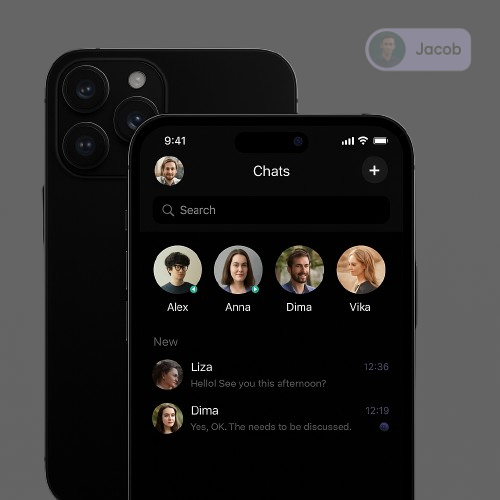 Jacob
9:41
Chats
Search
Alex Anna Dima Vika
New
Liza 12:36
Hello! See you this afternoon?
Dima 12:19
Yes, OK. The needs to be discussed.